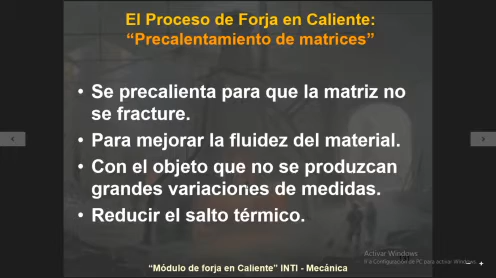 El Proceso de Forja en Caliente:
“Precalentamiento de matrices”
• Se precalienta para que la matriz no
se fracture.
• Para mejorar la fluidez del material.
• Con el objeto que no se produzcan
grandes variaciones de medidas.
• Reducir el salto térmico.
Activar Windows
“Módulo de forja en Caliente” INTI - Mecánica